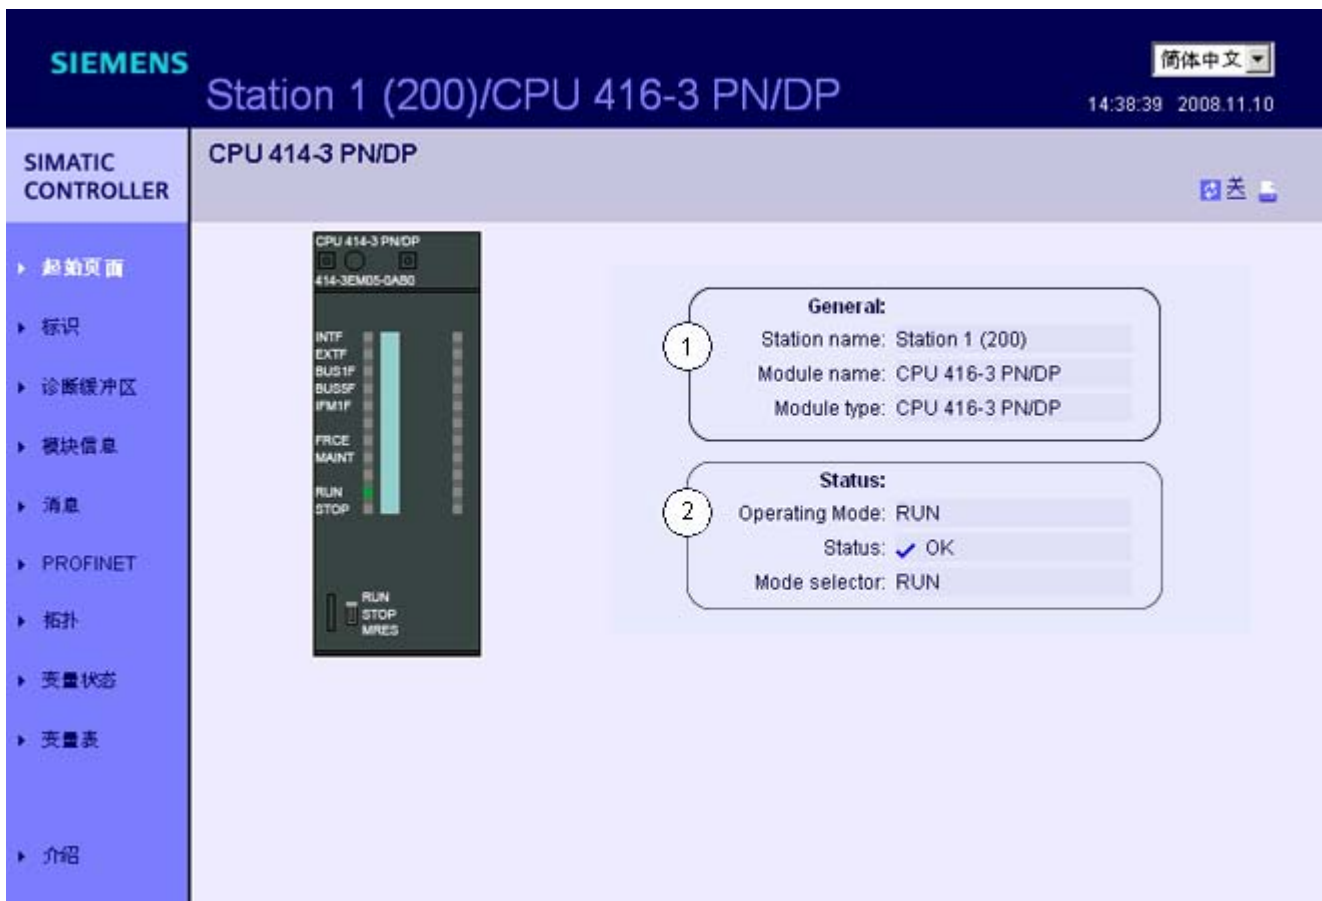 SIEMENS
简体中文
Station 1 (200)/CPU 416-3 PN/DP
14:38:39 2008.11.10
SIMATIC
CONTROLLER
CPU 414-3 PN/DP
关
起始页面
标识
诊断缓冲区
模块信息
消息
PROFINET
拓扑
变量状态
变量表
介绍
CPU 414-3 PN/DP
414-3EM05-0AB0
INTF
EXTF
BUS1F
BUS5F
IFM1F
FRCE
MAINT
RUN
STOP
RUN
STOP
MRES
1
General:
Station name: Station 1 (200)
Module name: CPU 416-3 PN/DP
Module type: CPU 416-3 PN/DP
2
Status:
Operating Mode: RUN
Status: OK
Mode selector: RUN